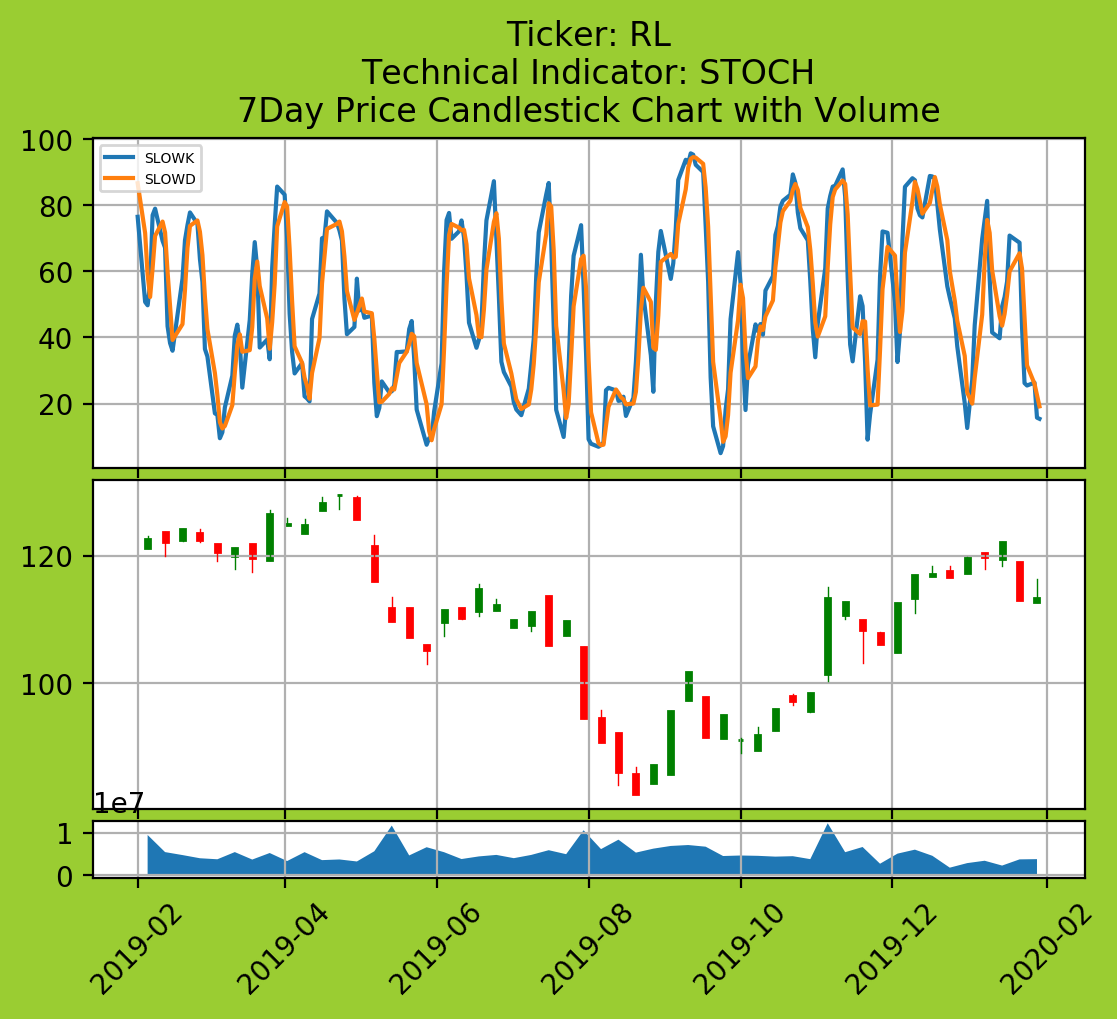 Ticker: RL
Technical Indicator: STOCH
7Day Price Candlestick Chart with Volume
100
80
60
40
20
SLOWK
SLOWD
120
100
1e7
1
0
2019-02
2019-04
2019-06
2019-08
2019-10
2019-12
2020-02